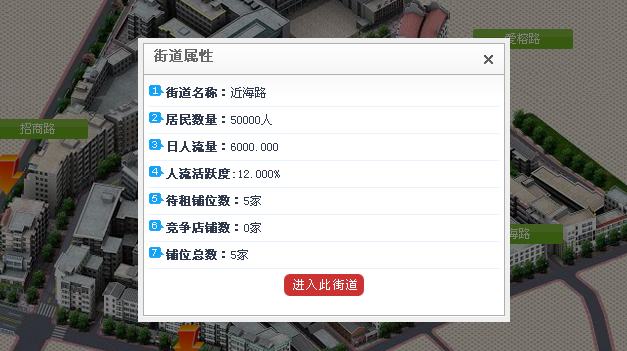 爱榕路
街道属性
×
1 街道名称：近海路
2 居民数量：50000人
招商路
3 日人流量：6000.000
4 人流活跃度:12.000%
5 待租铺位数：5家
6 竞争店铺数：0家
海路
7 铺位总数：5家
进入此街道